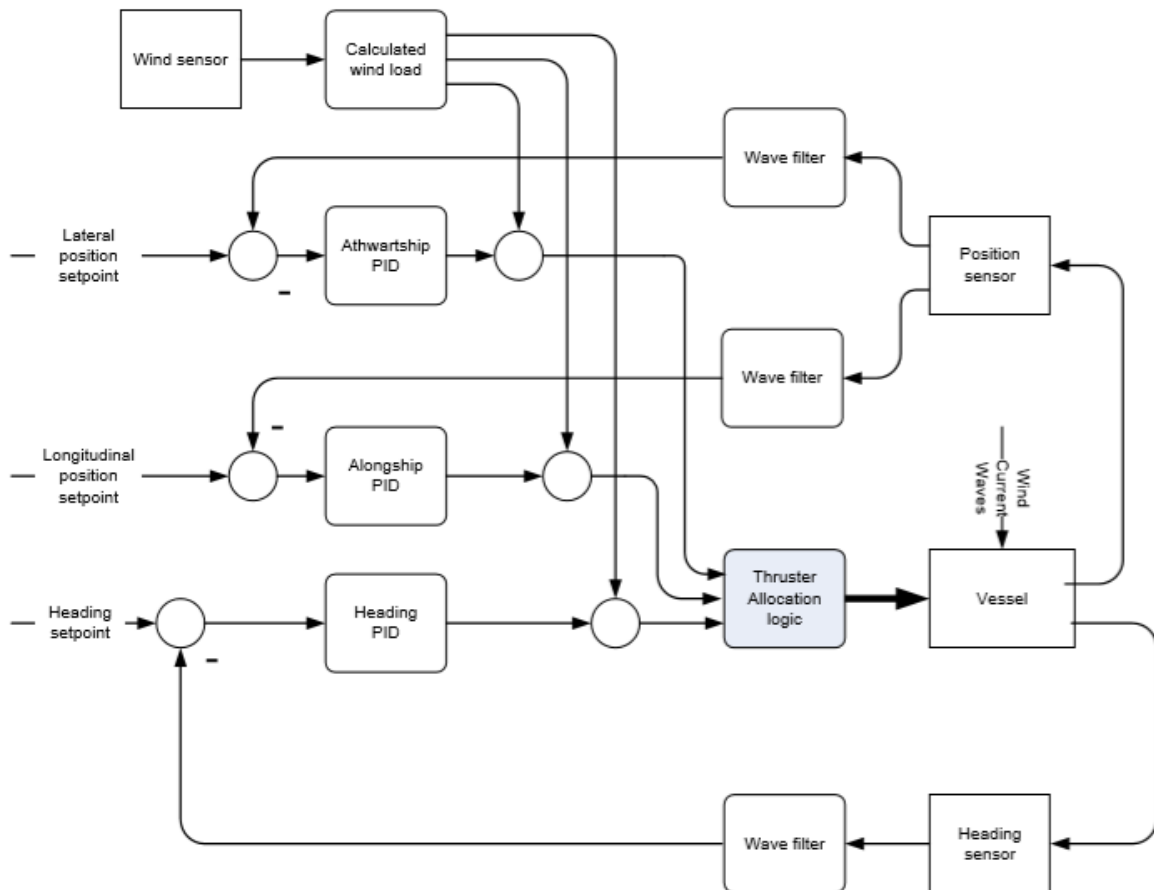 Wind sensor
Calculated
wind load
Wave filter
Lateral
position
setpoint
-
Athwartship
PID
Position
sensor
Wave filter
-
Longitudinal
position
setpoint
Alongship
PID
Wind
Current
Waves
Heading
setpoint
-
Heading
PID
Thruster
Allocation
logic
Vessel
Wave filter
Heading
sensor